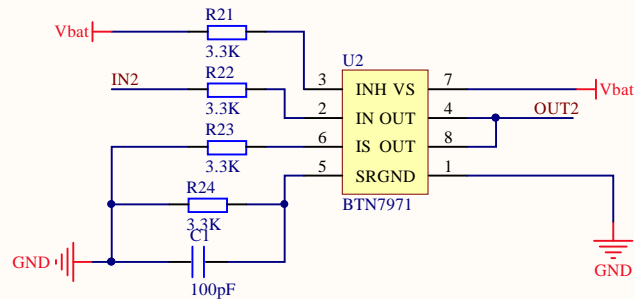 R21
Vbat
3.3K
U2
IN2
R22
3
INH VS
7
Vbat
3.3K
2
IN OUT
4
OUT2
R23
6
IS OUT
8
3.3K
5
SRGND
1
R24
BTN7971
3.3K
C1
GND
GND
100pF